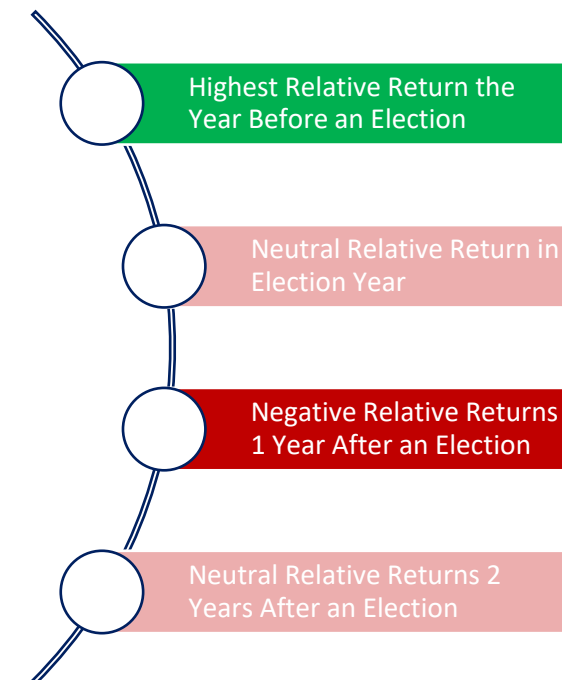 Highest Relative Return the
Year Before an Election
Neutral Relative Return in
Election Year
Negative Relative Returns
1 Year After an Election
Neutral Relative Returns 2
Years After an Election